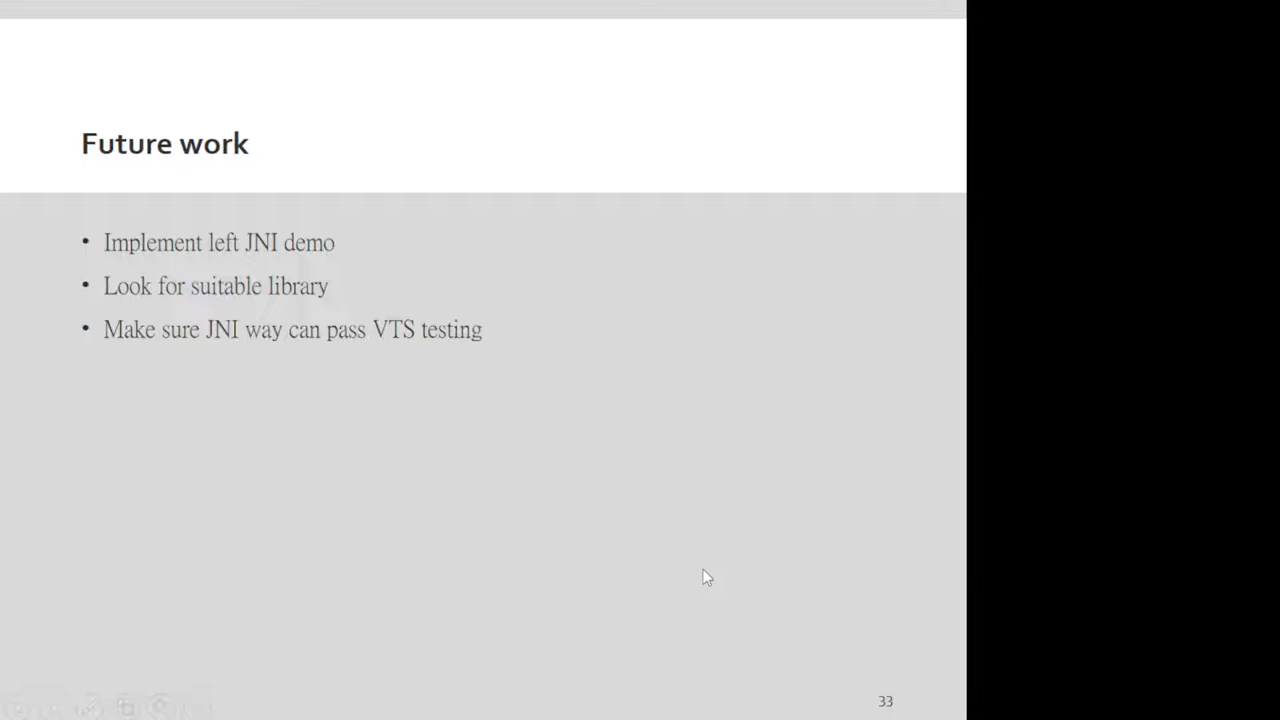 Future work
• Implement left JNI demo
• Look for suitable library
• Make sure JNI way can pass VTS testing
33